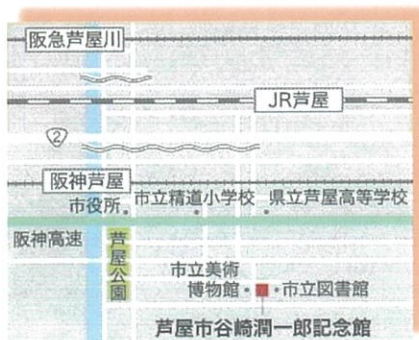 阪急芦屋川
JR芦屋
2
阪神芦屋
市役所
市立精道小学校
県立芦屋高等学校
阪神高速
芦屋公園
市立美術
博物館
市立図書館
芦屋市谷崎潤一郎記念館